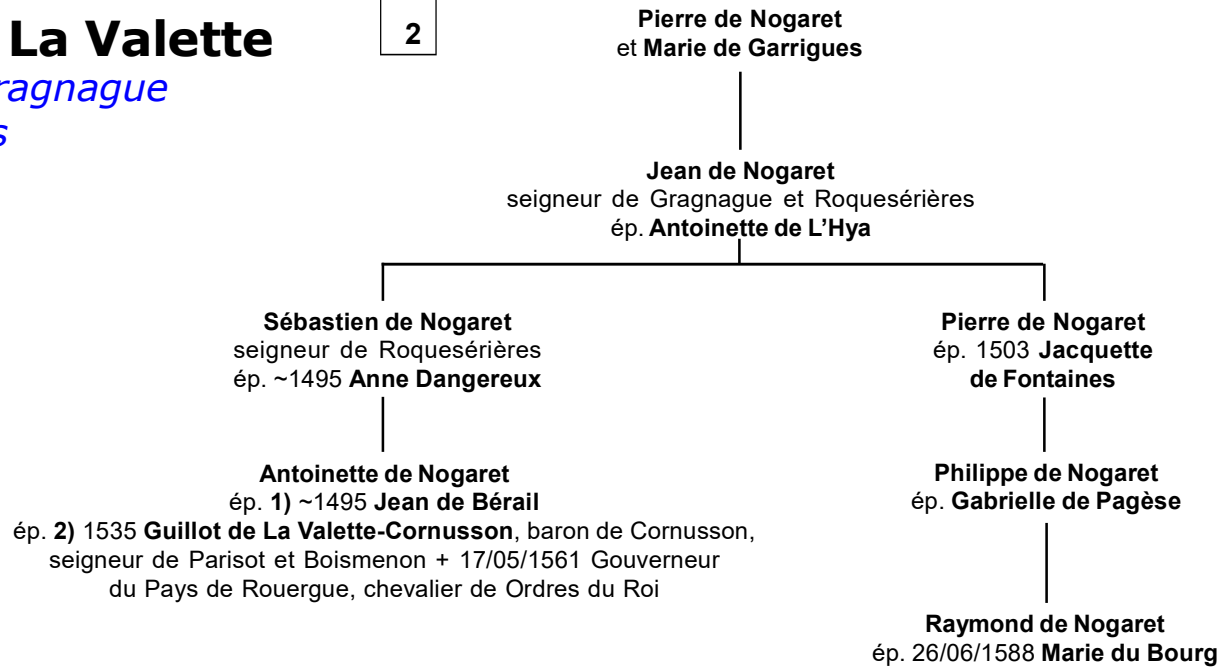 La Valette
2
ragnague
s
Pierre de Nogaret
et Marie de Garrigues
Jean de Nogaret
seigneur de Gragnague et Roquesérières
ép. Antoinette de L'Hya
Sébastien de Nogaret
seigneur de Roquesérières
ép. ~1495 Anne Dangereux
Pierre de Nogaret
ép. 1503 Jacquette
de Fontaines
Antoinette de Nogaret
ép. 1) ~1495 Jean de Bérail
ép. 2) 1535 Guillot de La Valette-Cornusson, baron de Cornusson,
seigneur de Parisot et Boismenon + 17/05/1561 Gouverneur
du Pays de Rouergue, chevalier de Ordres du Roi
Philippe de Nogaret
ép. Gabrielle de Pagèse
Raymond de Nogaret
ép. 26/06/1588 Marie du Bourg